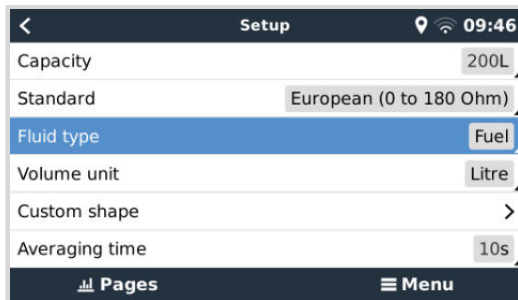 Setup 09:46
Capacity 200L
Standard European (0 to 180 Ohm)
Fluid type Fuel
Volume unit Litre
Custom shape
Averaging time 10s
Pages Menu